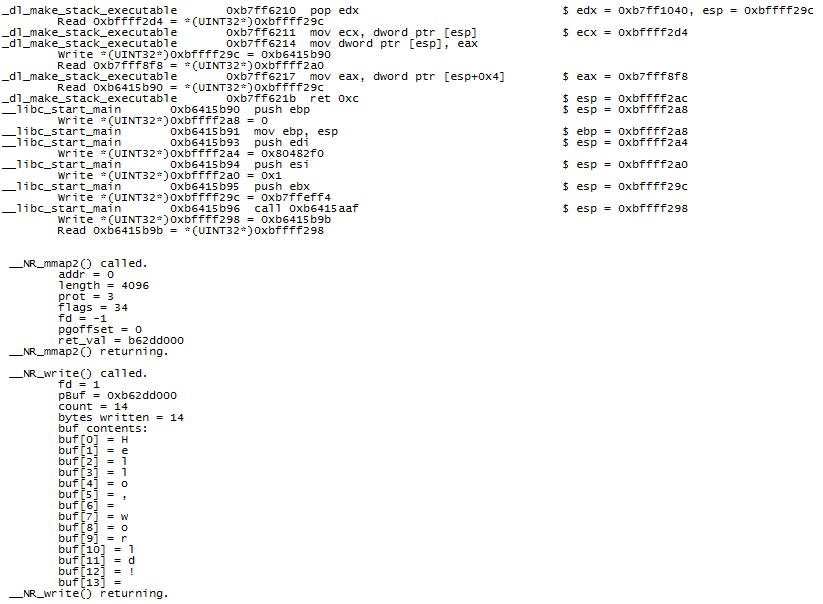 _dl_make_stack_executable 0xb7ff6210 pop edx $ edx = 0xb7ff1040, esp = 0xbffff29c
Read 0xbffff2d4 = *(UINT32*)0xbffff29c
_dl_make_stack_executable 0xb7ff6211 mov ecx, dword ptr [esp] $ ecx = 0xbffff2d4
_dl_make_stack_executable 0xb7ff6214 mov dword ptr [esp], eax
Write *(UINT32*)0xbffff29c = 0xb6415b90
Read 0xb7fff8f8 = *(UINT32*)0xbffff2a0
_dl_make_stack_executable 0xb7ff6217 mov eax, dword ptr [esp+0x4] $ eax = 0xb7fff8f8
Read 0xb6415b90 = *(UINT32*)0xbffff29c
_dl_make_stack_executable 0xb7ff621b ret 0xc $ esp = 0xbffff2ac
__libc_start_main 0xb6415b90 push ebp $ esp = 0xbffff2a8
Write *(UINT32*)0xbffff2a8 = 0
__libc_start_main 0xb6415b91 mov ebp, esp $ ebp = 0xbffff2a8
__libc_start_main 0xb6415b93 push edi $ esp = 0xbffff2a4
Write *(UINT32*)0xbffff2a4 = 0x80482f0
__libc_start_main 0xb6415b94 push esi $ esp = 0xbffff2a0
Write *(UINT32*)0xbffff2a0 = 0x1
__libc_start_main 0xb6415b95 push ebx $ esp = 0xbffff29c
Write *(UINT32*)0xbffff29c = 0xb7ffeff4
__libc_start_main 0xb6415b96 call 0xb6415aaf $ esp = 0xbffff298
Write *(UINT32*)0xbffff298 = 0xb6415b9b
Read 0xb6415b9b = *(UINT32*)0xbffff298
__NR_mmap2() called.
addr = 0
length = 4096
prot = 3
flags = 34
fd = -1
pgoffset = 0
ret_val = b62dd000
__NR_mmap2() returning.
__NR_write() called.
fd = 1
pBuf = 0xb62dd000
count = 14
bytes written = 14
buf contents:
buf[0] = H
buf[1] = e
buf[2] = l
buf[3] = l
buf[4] = o
buf[5] = ,
buf[6] =
buf[7] = w
buf[8] = o
buf[9] = r
buf[10] = l
buf[11] = d
buf[12] = !
buf[13] =
__NR_write() returning.